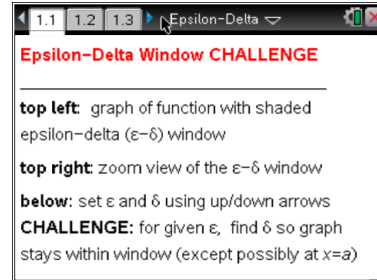 1.1 1.2 1.3 Epsilon-Delta
Epsilon-Delta Window CHALLENGE
top left: graph of function with shaded
epsilon-delta (ε-δ) window
top right: zoom view of the ε-δ window
below: set ε and δ using up/down arrows
CHALLENGE: for given ε, find δ so graph
stays within window (except possibly at x=a)